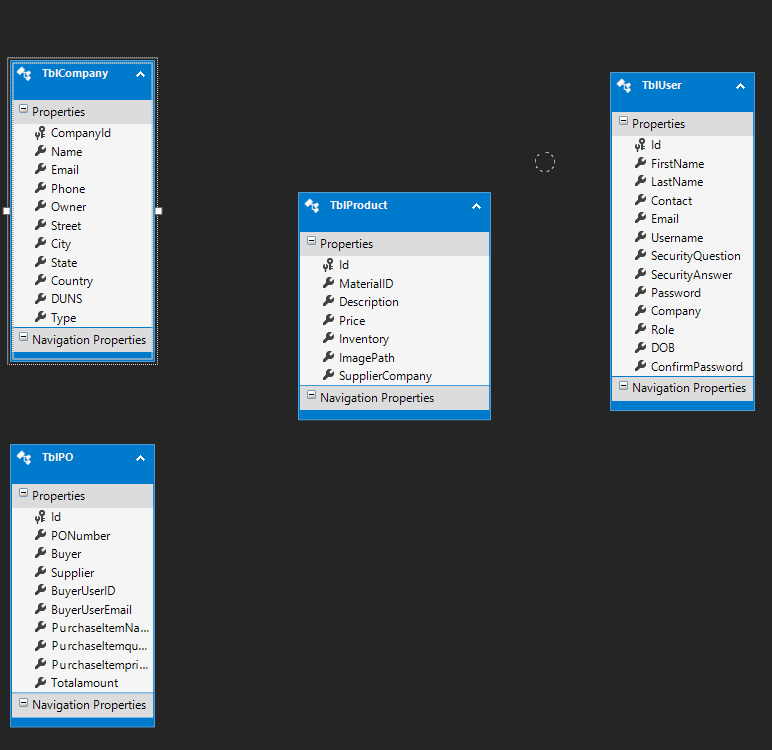 TblCompany
Properties
CompanyId
Name
Email
Phone
Owner
Street
City
State
Country
DUNS
Type
Navigation Properties
TblProduct
Properties
Id
MaterialID
Description
Price
Inventory
ImagePath
SupplierCompany
Navigation Properties
TblUser
Properties
Id
FirstName
LastName
Contact
Email
Username
SecurityQuestion
SecurityAnswer
Password
Company
Role
DOB
ConfirmPassword
Navigation Properties
TblPO
Properties
Id
PONumber
Buyer
Supplier
BuyerUserID
BuyerUserEmail
PurchaseItemNa...
PurchaseItemqu...
PurchaseItempri...
Totalamount
Navigation Properties